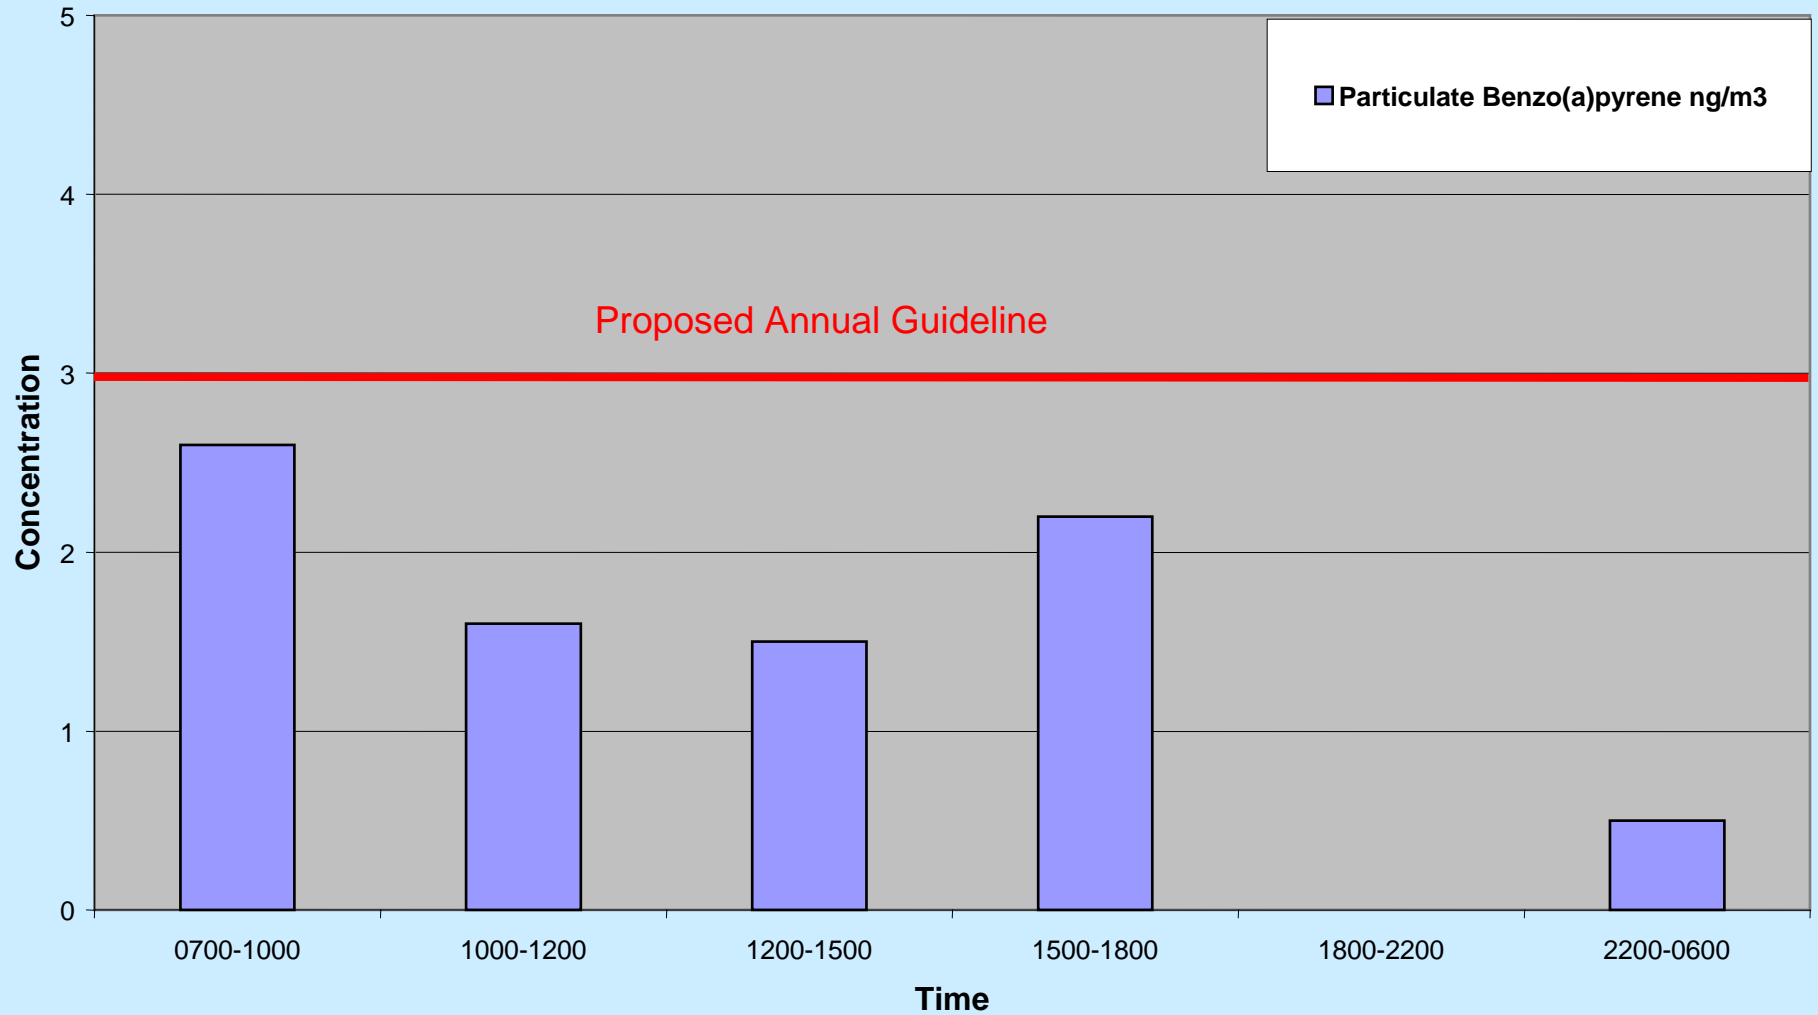 Particulate Benzo(a)pyrene ng/m3
Proposed Annual Guideline
Concentration
5
4
3
2
1
0
0700-1000 1000-1200 1200-1500 1500-1800 1800-2200 2200-0600
Time